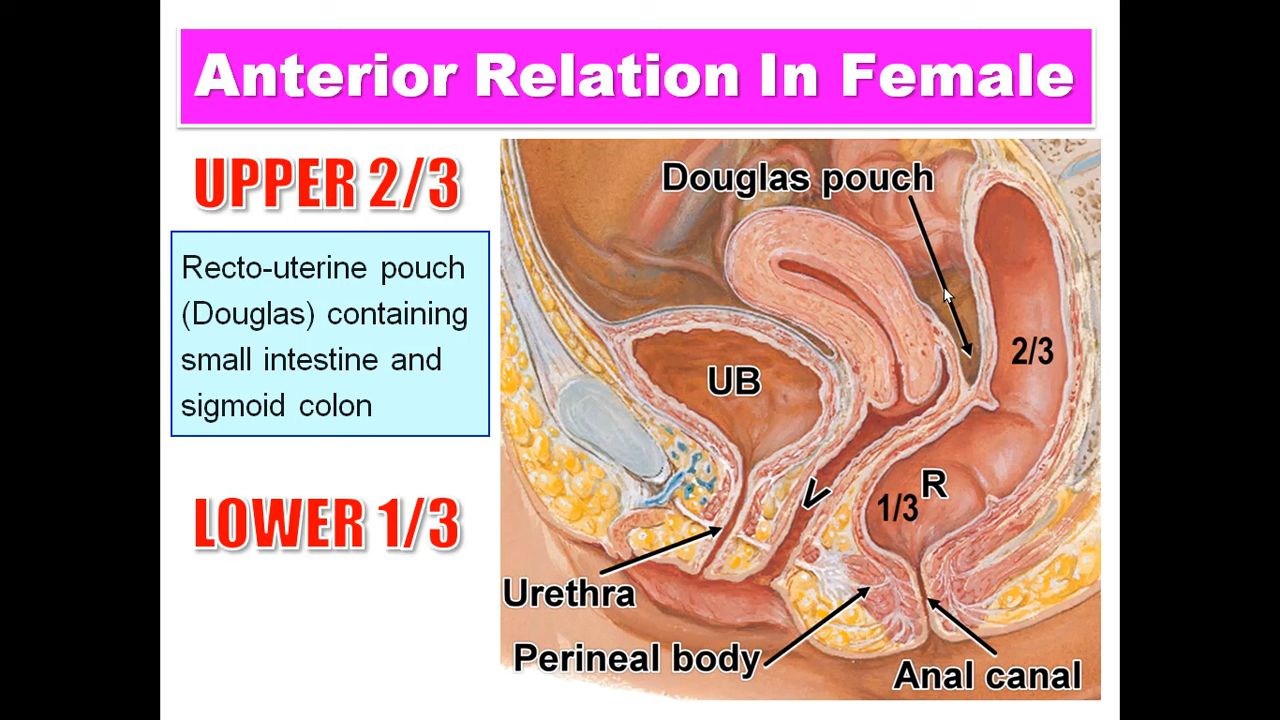 Anterior Relation In Female
UPPER 2/3
Recto-uterine pouch
(Douglas) containing
small intestine and
sigmoid colon
LOWER 1/3
Douglas pouch
2/3
UB
R
1/3
V
Urethra
Perineal body
Anal canal